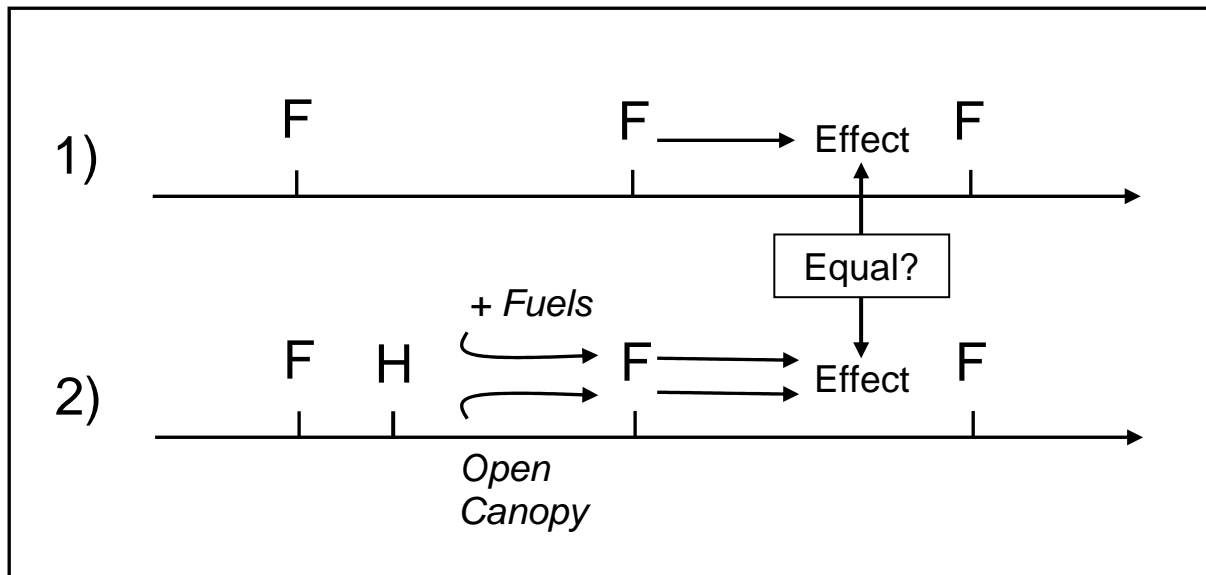 F F Effect F
1)
Equal?
+ Fuels
F H F Effect F
2)
Open
Canopy